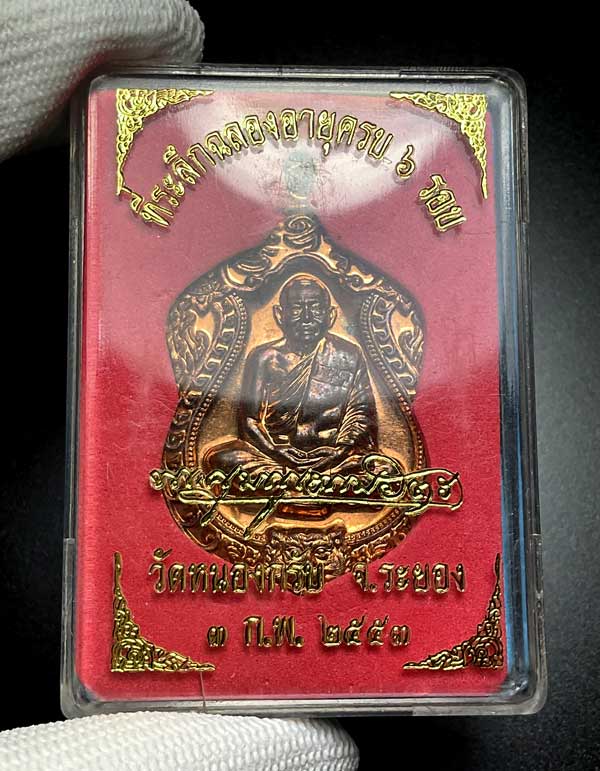 ที่ระลึกฉลองอายุครบ ๖ รอบ
วัดหนองกรับ จ.ระยอง
๓ ก.พ. ๒๕๕๓